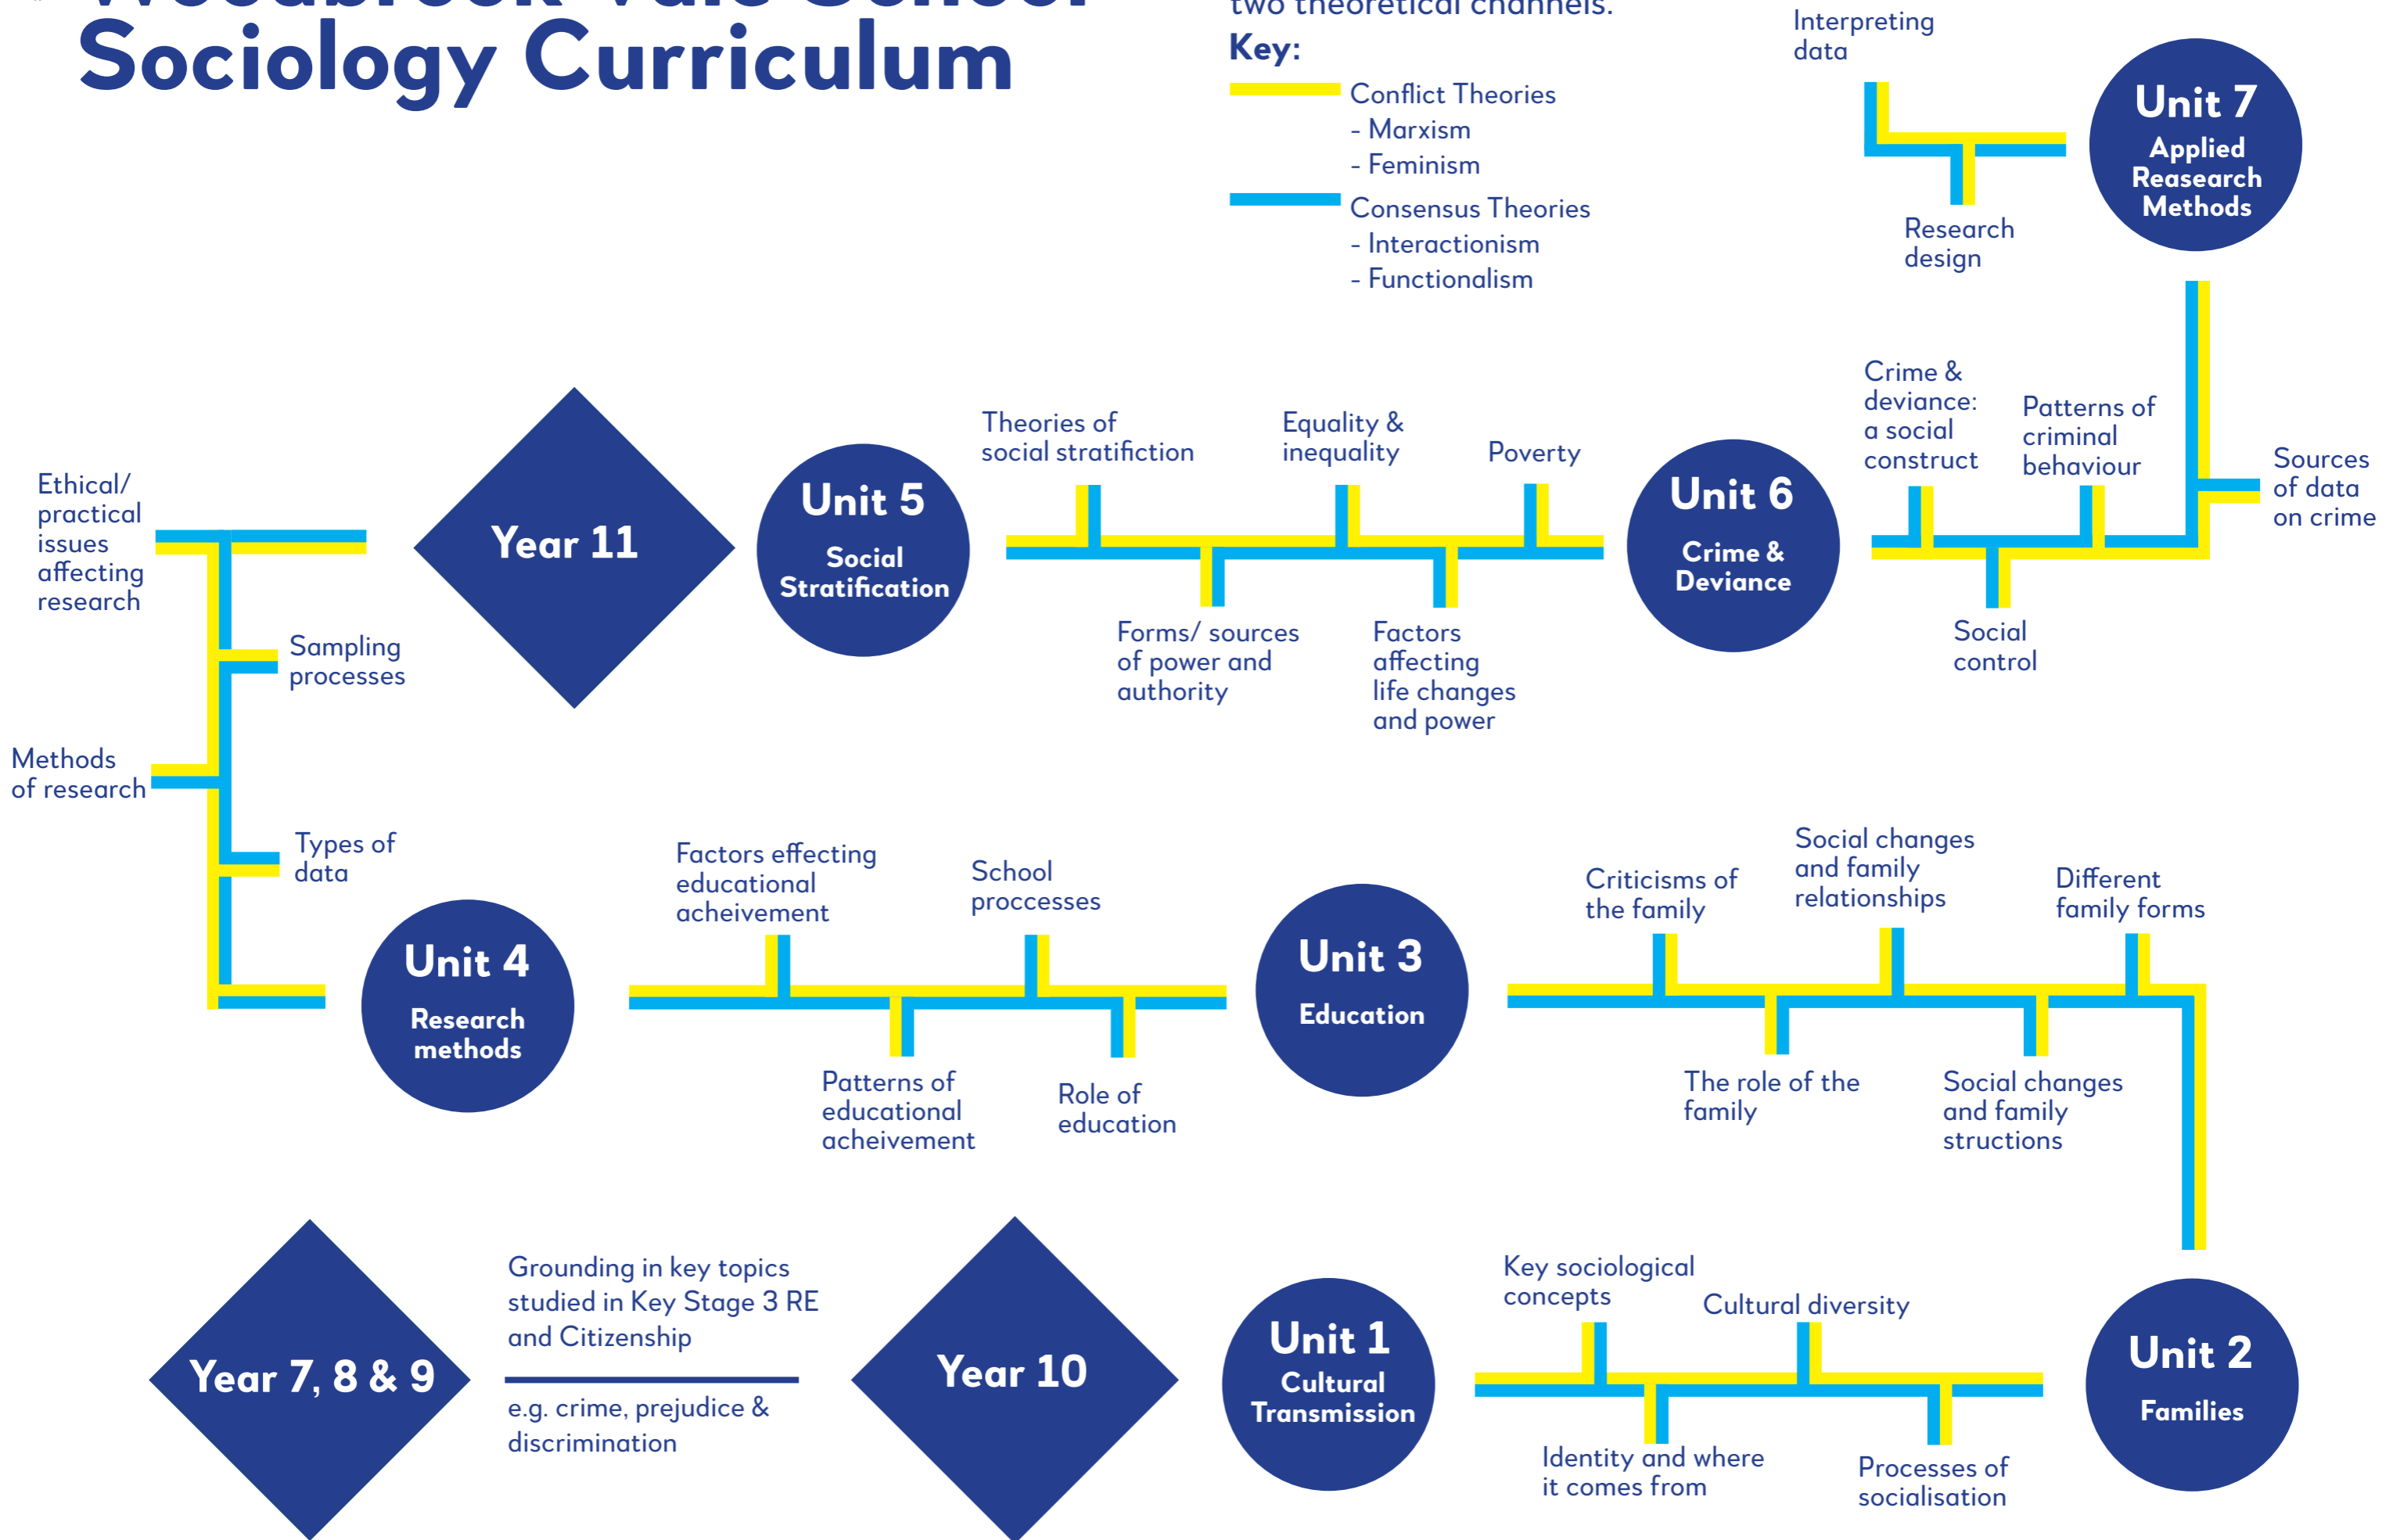 Woodbrook Vale School
Sociology Curriculum
two theoretical channels.
Key:
Conflict Theories
- Marxism
- Feminism
Consensus Theories
- Interactionism
- Functionalism
Interpreting
data
Unit 7
Applied
Reasearch
Methods
Research
design
Crime &
deviance:
a social
construct
Patterns of
criminal
behaviour
Sources
of data
on crime
Social
control
Unit 6
Crime &
Deviance
Theories of
social stratifiction
Equality &
inequality
Poverty
Forms/ sources
of power and
authority
Factors
affecting
life changes
and power
Unit 5
Social
Stratification
Year 11
Ethical/
practical
issues
affecting
research
Sampling
processes
Methods
of research
Types of
data
Unit 4
Research
methods
Factors effecting
educational
acheivement
School
proccesses
Patterns of
educational
acheivement
Role of
education
Unit 3
Education
Criticisms of
the family
Social changes
and family
relationships
Different
family forms
The role of the
family
Social changes
and family
structions
Year 7, 8 & 9
Grounding in key topics
studied in Key Stage 3 RE
and Citizenship
e.g. crime, prejudice &
discrimination
Year 10
Unit 1
Cultural
Transmission
Key sociological
concepts
Cultural diversity
Identity and where
it comes from
Processes of
socialisation
Unit 2
Families